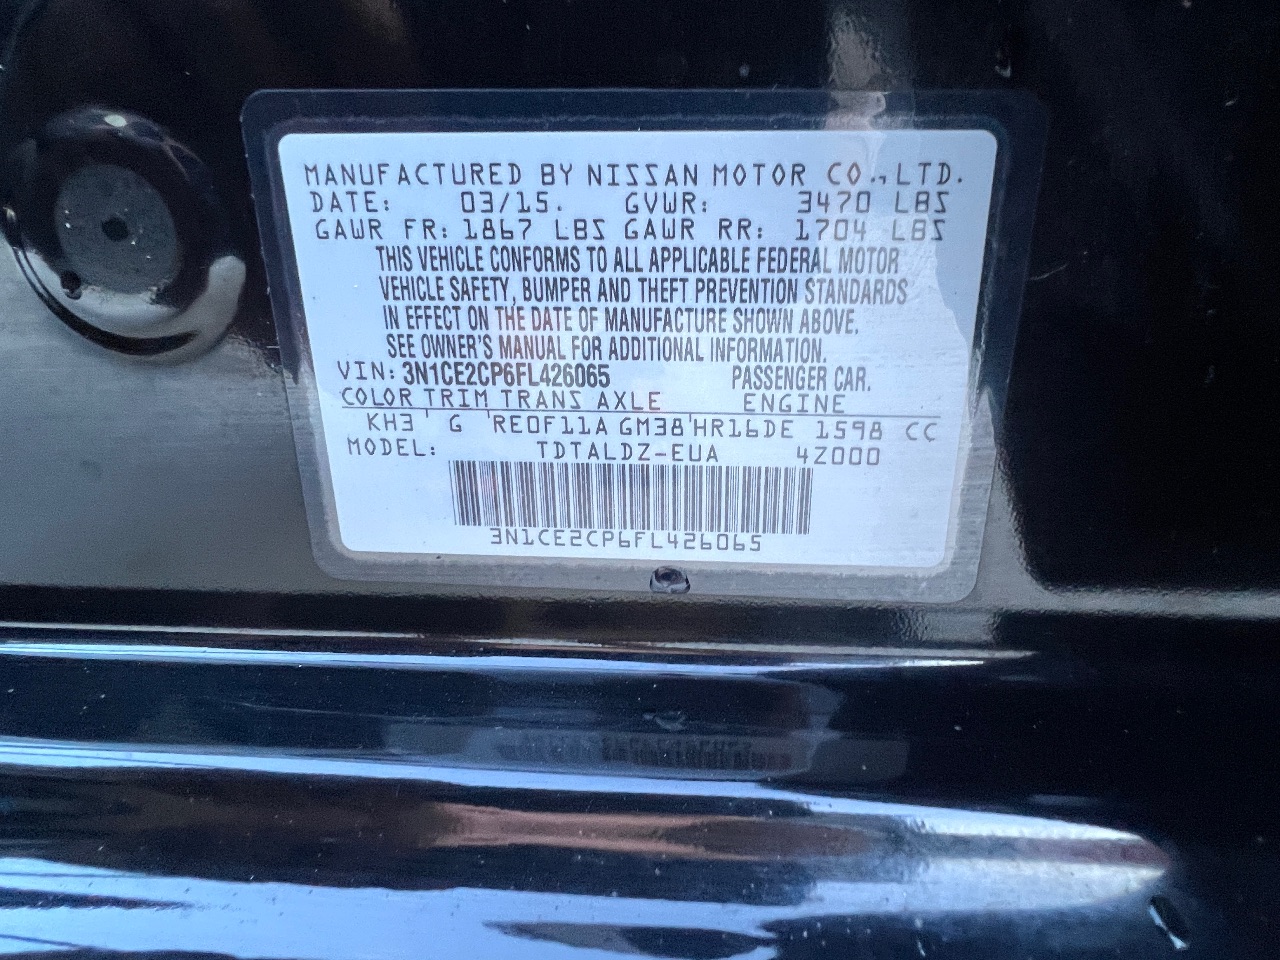 MANUFACTURED BY NISSAN MOTOR CO.,LTD.
DATE: 03/15. GVWR: 3470 LBS
GAWR FR: 1867 LBS GAWR RR: 1704 LBS
THIS VEHICLE CONFORMS TO ALL APPLICABLE FEDERAL MOTOR
VEHICLE SAFETY, BUMPER AND THEFT PREVENTION STANDARDS
IN EFFECT ON THE DATE OF MANUFACTURE SHOWN ABOVE.
SEE OWNER'S MANUAL FOR ADDITIONAL INFORMATION.
VIN: 3N1CE2CP6FL426065 PASSENGER CAR.
COLOR TRIM TRANS AXLE ENGINE
KH3 ' G 'RE0F11A GM38'HR16DE 1598 CC
MODEL: TDTALDZ-EUA 4Z000
3N1CE2CP6FL426065